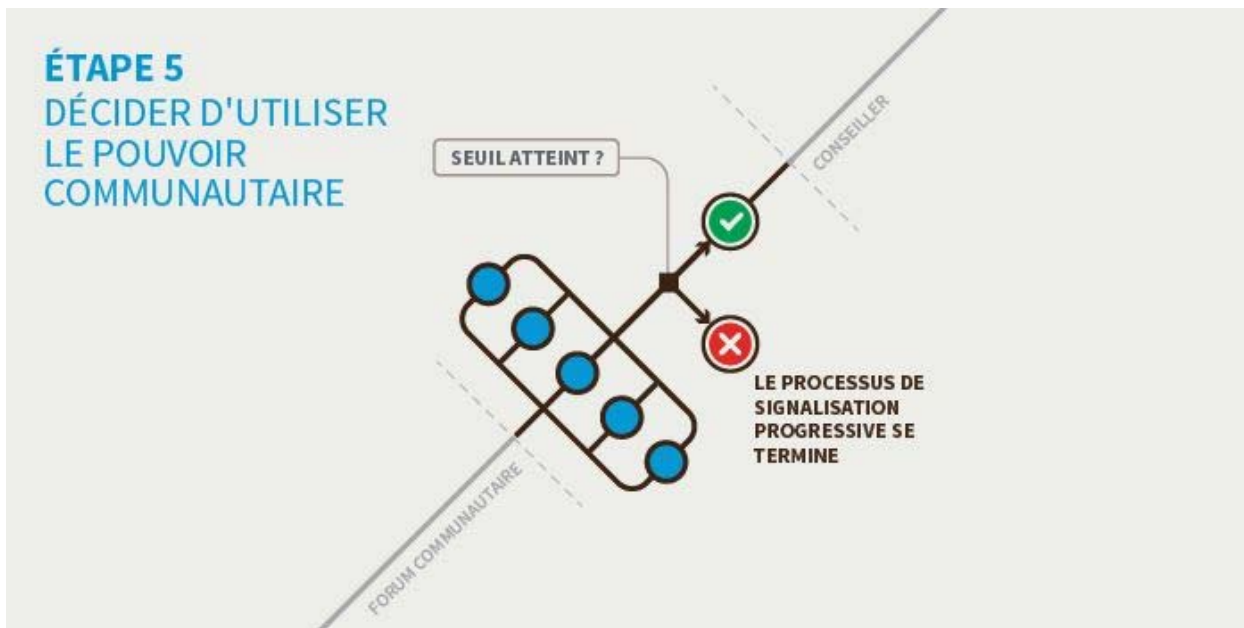 ÉTAPE 5
DÉCIDER D'UTILISER
LE POUVOIR
COMMUNAUTAIRE
SEUIL ATTEINT ?
CONSEILLER
LE PROCESSUS DE
SIGNALISATION
PROGRESSIVE SE
TERMINE
FORUM COMMUNAUTAIRE